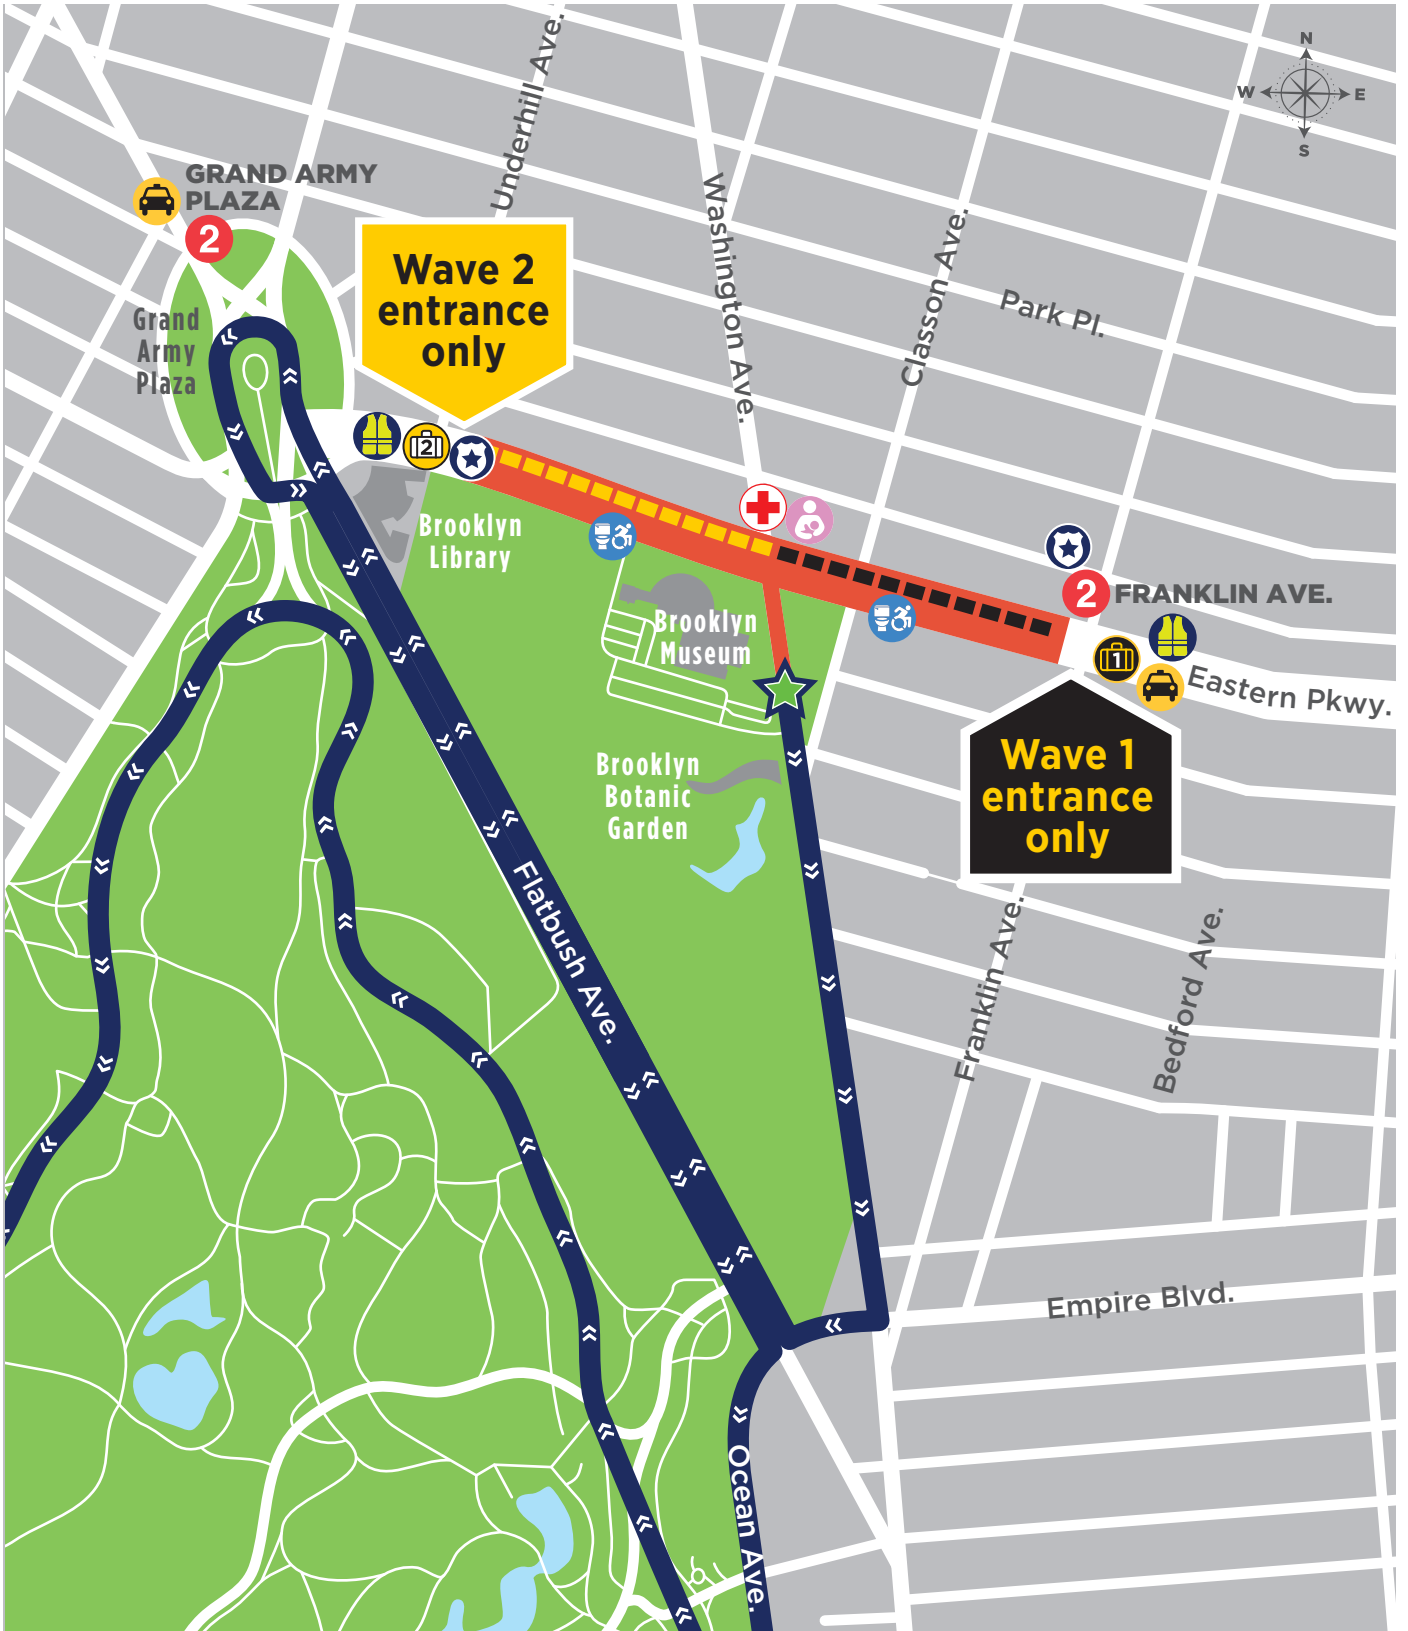 Underhill Ave.
N
W
E
S
GRAND ARMY
PLAZA
2
Washington Ave.
Classon Ave.
Wave 2
entrance
only
Park Pl.
Grand
Army
Plaza
2
Brooklyn
Library
2
FRANKLIN AVE.
Brooklyn
Museum
1
Eastern Pkwy.
Wave 1
entrance
only
Brooklyn
Botanic
Garden
Flatbush Ave.
Franklin Ave.
Bedford Ave.
Empire Blvd.
Ocean Ave.